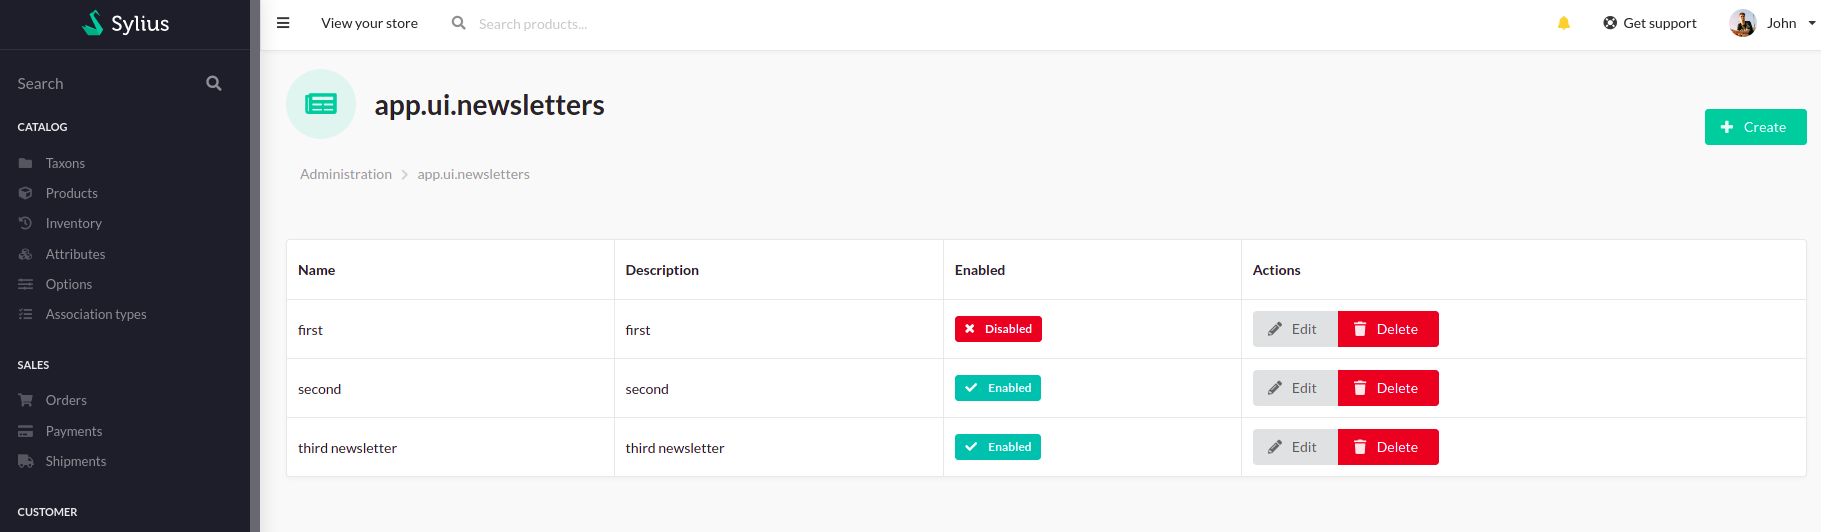 Sylius
View your store
Search products...
Get support
John
Search
CATALOG
Taxons
Products
Inventory
Attributes
Options
Association types
SALES
Orders
Payments
Shipments
CUSTOMER
app.ui.newsletters
Create
Administration > app.ui.newsletters
Name Description Enabled Actions
first first Disabled Edit Delete
second second Enabled Edit Delete
third newsletter third newsletter Enabled Edit Delete